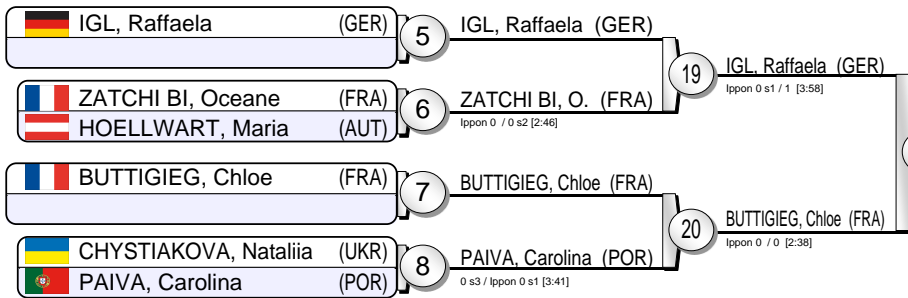 IGL, Raffaela (GER)
5
IGL, Raffaela (GER)
19
IGL, Raffaela (GER)
Ippon 0 s1 / 1 [3:58]
ZATCHI BI, Oceane (FRA)
HOELLWART, Maria (AUT)
6
ZATCHI BI, O. (FRA)
Ippon 0 / 0 s2 [2:46]
BUTTIGIEG, Chloe (FRA)
7
BUTTIGIEG, Chloe (FRA)
20
BUTTIGIEG, Chloe (FRA)
Ippon 0 / 0 [2:38]
CHYSTIAKOVA, Nataliia (UKR)
PAIVA, Carolina (POR)
8
PAIVA, Carolina (POR)
0 s3 / Ippon 0 s1 [3:41]